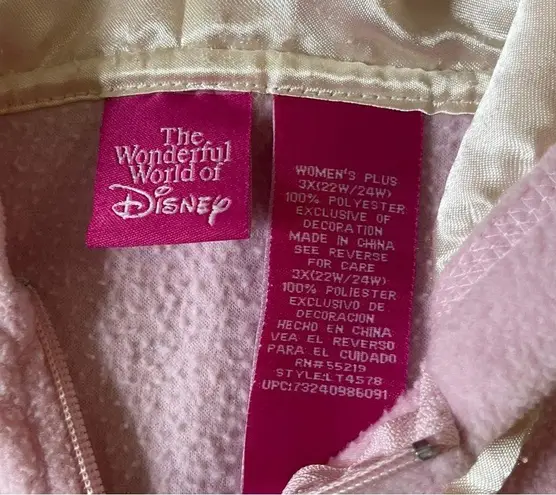 The
Wonderful
World of
Disney
WOMEN'S PLUS
3X(22W/24W)
100% POLYESTER
EXCLUSIVE OF
DECORATION
MADE IN CHINA
SEE REVERSE
FOR CARE
3X(22W/24W)
100% POLIESTER
EXCLUSIVO DE
DECORACION
HECHO EN CHINA
VEA EL REVERSO
PARA EL CUIDADO
RN#55219
STYLE:LT4578
UPC:73240986091